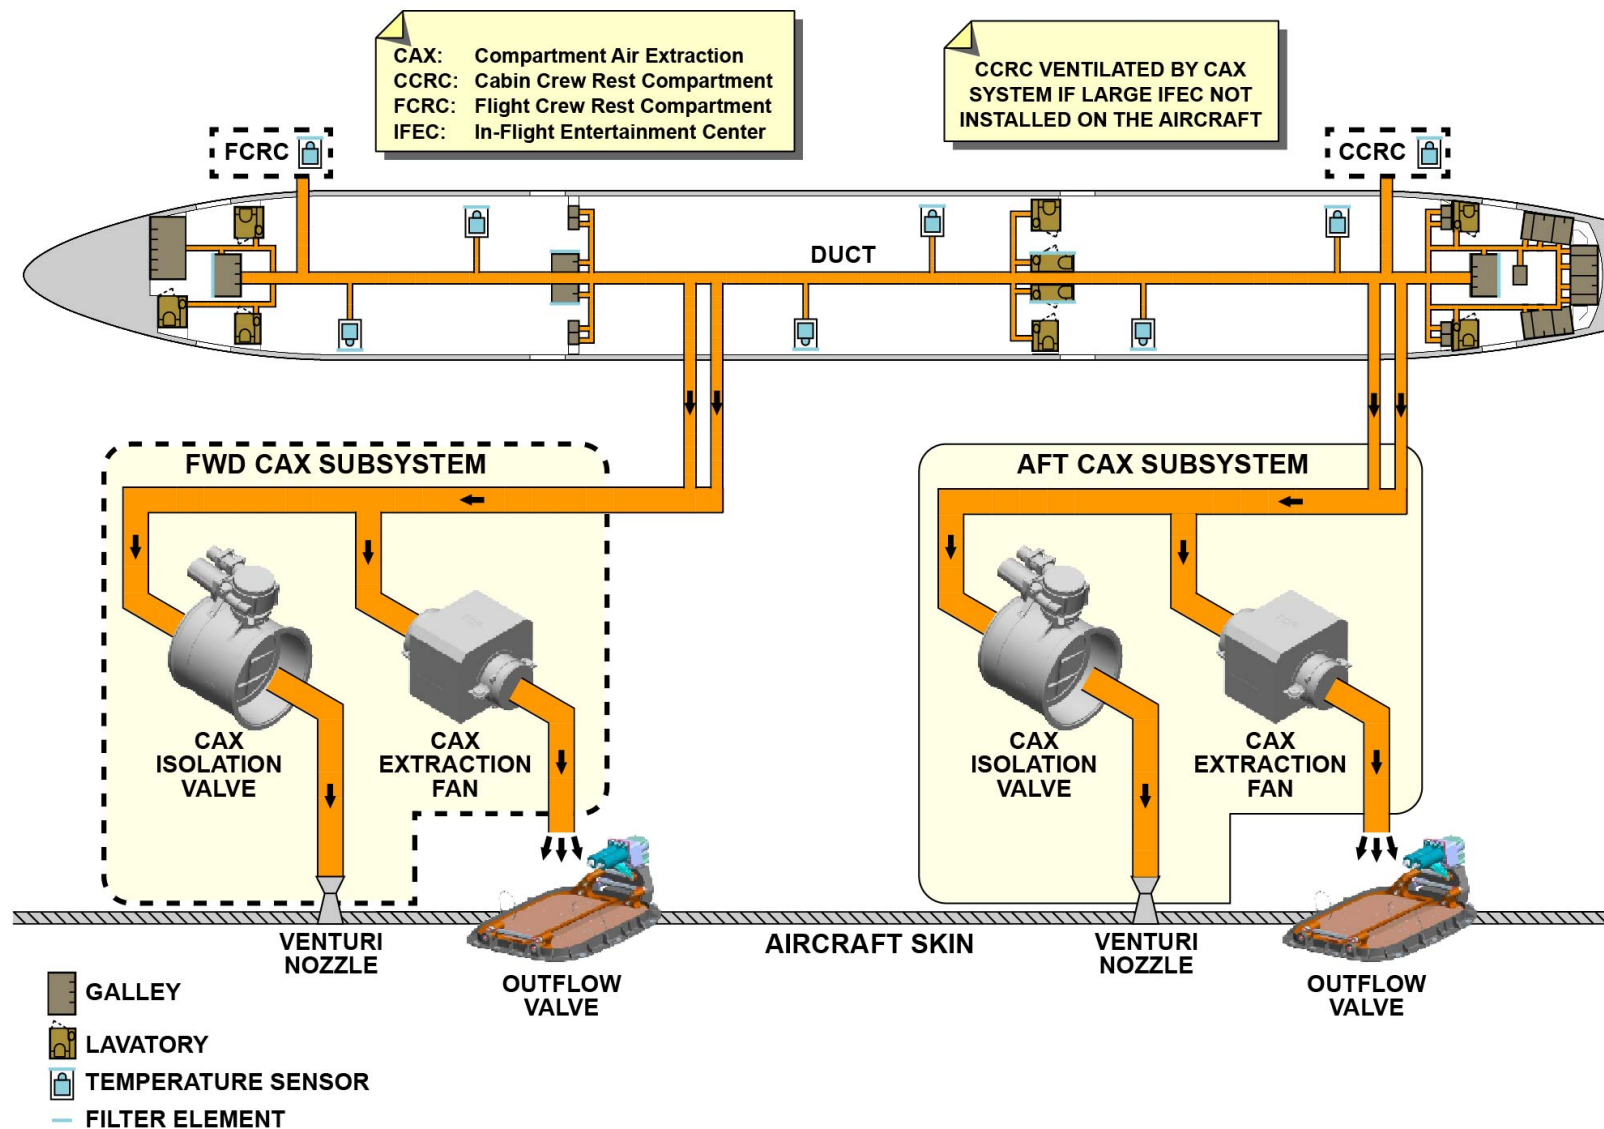 CAX: Compartment Air Extraction
CCRC: Cabin Crew Rest Compartment
FCRC: Flight Crew Rest Compartment
IFEC: In-Flight Entertainment Center
CCRC VENTILATED BY CAX
SYSTEM IF LARGE IFEC NOT
INSTALLED ON THE AIRCRAFT
FCRC
CCRC
DUCT
FWD CAX SUBSYSTEM
AFT CAX SUBSYSTEM
CAX
ISOLATION
VALVE
CAX
EXTRACTION
FAN
CAX
ISOLATION
VALVE
CAX
EXTRACTION
FAN
VENTURI
NOZZLE
OUTFLOW
VALVE
AIRCRAFT SKIN
VENTURI
NOZZLE
OUTFLOW
VALVE
GALLEY
LAVATORY
TEMPERATURE SENSOR
FILTER ELEMENT